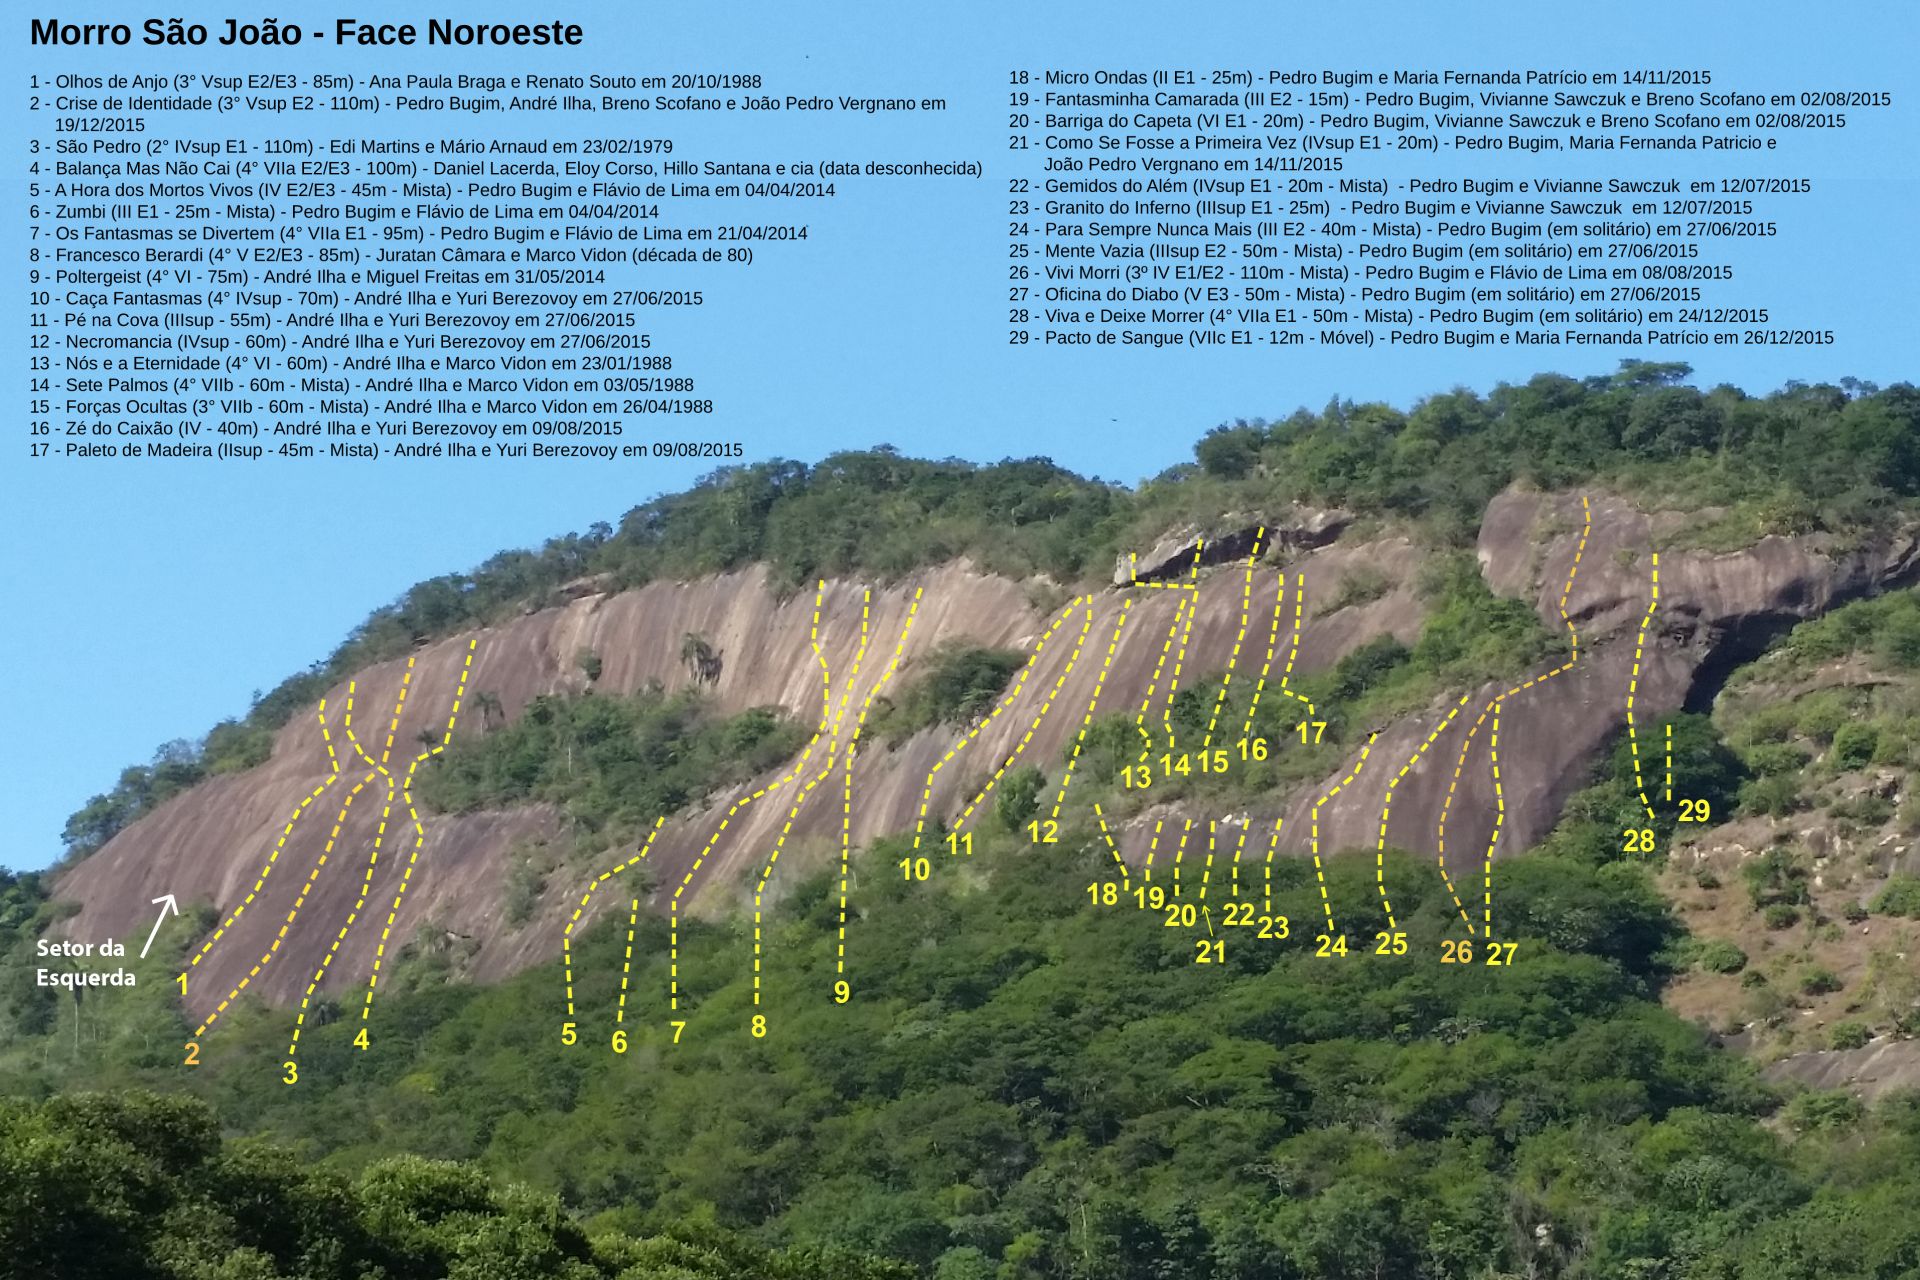 Morro São João - Face Noroeste
1 - Olhos de Anjo (3° Vsup E2/E3 - 85m) - Ana Paula Braga e Renato Souto em 20/10/1988
2 - Crise de Identidade (3° Vsup E2 - 110m) - Pedro Bugim, André Ilha, Breno Scofano e João Pedro Vergnano em
19/12/2015
3 - São Pedro (2° IVsup E1 - 110m) - Edi Martins e Mário Arnaud em 23/02/1979
4 - Balança Mas Não Cai (4° VIIa E2/E3 - 100m) - Daniel Lacerda, Eloy Corso, Hillo Santana e cia (data desconhecida)
5 - A Hora dos Mortos Vivos (IV E2/E3 - 45m - Mista) - Pedro Bugim e Flávio de Lima em 04/04/2014
6 - Zumbi (III E1 - 25m - Mista) - Pedro Bugim e Flávio de Lima em 04/04/2014
7 - Os Fantasmas se Divertem (4° VIIa E1 - 95m) - Pedro Bugim e Flávio de Lima em 21/04/2014
8 - Francesco Berardi (4° V E2/E3 - 85m) - Juratan Câmara e Marco Vidon (década de 80)
9 - Poltergeist (4° VI - 75m) - André Ilha e Miguel Freitas em 31/05/2014
10 - Caça Fantasmas (4° IVsup - 70m) - André Ilha e Yuri Berezovoy em 27/06/2015
11 - Pé na Cova (IIIsup - 55m) - André Ilha e Yuri Berezovoy em 27/06/2015
12 - Necromancia (IVsup - 60m) - André Ilha e Yuri Berezovoy em 27/06/2015
13 - Nós e a Eternidade (4° VI - 60m) - André Ilha e Marco Vidon em 23/01/1988
14 - Sete Palmos (4° VIIb - 60m - Mista) - André Ilha e Marco Vidon em 03/05/1988
15 - Forças Ocultas (3° VIIb - 60m - Mista) - André Ilha e Marco Vidon em 26/04/1988
16 - Zé do Caixão (IV - 40m) - André Ilha e Yuri Berezovoy em 09/08/2015
17 - Paleto de Madeira (IIsup - 45m - Mista) - André Ilha e Yuri Berezovoy em 09/08/2015
18 - Micro Ondas (II E1 - 25m) - Pedro Bugim e Maria Fernanda Patrício em 14/11/2015
19 - Fantasminha Camarada (III E2 - 15m) - Pedro Bugim, Vivianne Sawczuk e Breno Scofano em 02/08/2015
20 - Barriga do Capeta (VI E1 - 20m) - Pedro Bugim, Vivianne Sawczuk e Breno Scofano em 02/08/2015
21 - Como Se Fosse a Primeira Vez (IVsup E1 - 20m) - Pedro Bugim, Maria Fernanda Patricio e
João Pedro Vergnano em 14/11/2015
22 - Gemidos do Além (IVsup E1 - 20m - Mista)  - Pedro Bugim e Vivianne Sawczuk  em 12/07/2015
23 - Granito do Inferno (IIIsup E1 - 25m)  - Pedro Bugim e Vivianne Sawczuk  em 12/07/2015
24 - Para Sempre Nunca Mais (III E2 - 40m - Mista) - Pedro Bugim (em solitário) em 27/06/2015
25 - Mente Vazia (IIIsup E2 - 50m - Mista) - Pedro Bugim (em solitário) em 27/06/2015
26 - Vivi Morri (3º IV E1/E2 - 110m - Mista) - Pedro Bugim e Flávio de Lima em 08/08/2015
27 - Oficina do Diabo (V E3 - 50m - Mista) - Pedro Bugim (em solitário) em 27/06/2015
28 - Viva e Deixe Morrer (4° VIIa E1 - 50m - Mista) - Pedro Bugim (em solitário) em 24/12/2015
29 - Pacto de Sangue (VIIc E1 - 12m - Móvel) - Pedro Bugim e Maria Fernanda Patrício em 26/12/2015
Setor da
Esquerda
1
2
3
4
5
6
7
8
9
10
11
12
13
14
15
16
17
18
19
20
21
22
23
24
25
26
27
28
29